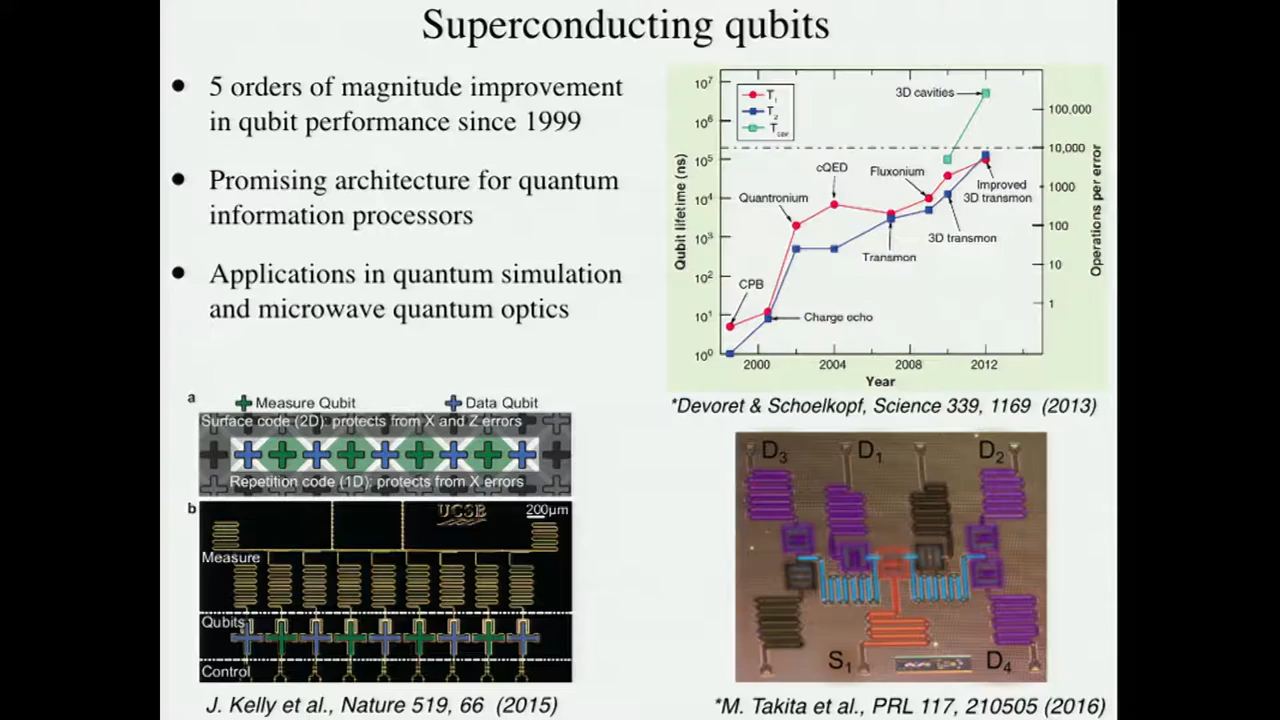 Superconducting qubits
• 5 orders of magnitude improvement
in qubit performance since 1999
• Promising architecture for quantum
information processors
• Applications in quantum simulation
and microwave quantum optics
10⁷
10⁶
10⁵
10⁴
10³
10²
10¹
10⁰
Qubit lifetime (ns)
T₁
T₂
T_cav
3D cavities
cQED
Fluxonium
Quantronium
Improved
3D transmon
3D transmon
Transmon
CPB
Charge echo
100,000
10,000
1000
100
10
1
Operations per error
2000
2004
2008
2012
Year
*Devoret & Schoelkopf, Science 339, 1169 (2013)
a
Measure Qubit
Data Qubit
Surface code (2D): protects from X and Z errors
Repetition code (1D): protects from X errors
b
UCSB
200µm
Measure
Qubits
Control
J. Kelly et al., Nature 519, 66 (2015)
D₃
D₁
D₂
S₁
D₄
*M. Takita et al., PRL 117, 210505 (2016)